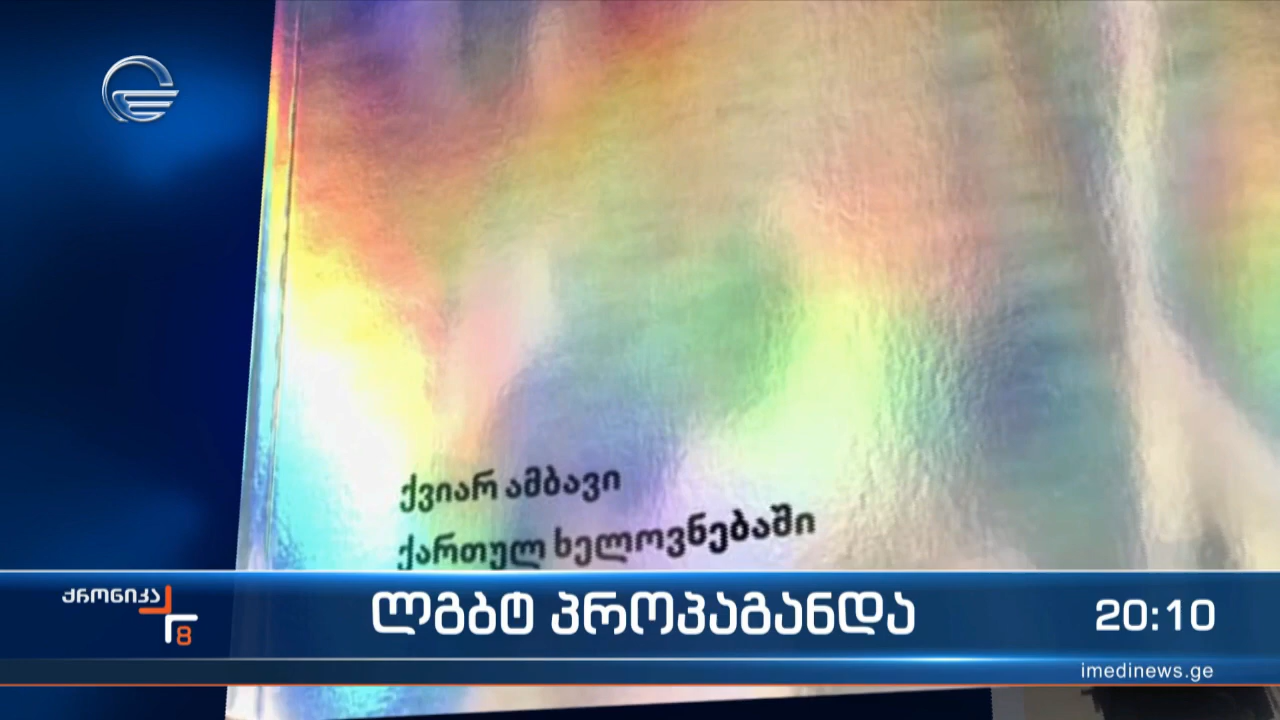 ქვიარ ამბავი
ქართულ ხელოვნებაში
ქრონიკა
8
ლგბტ პროპაგანდა
20:10
imedinews.ge